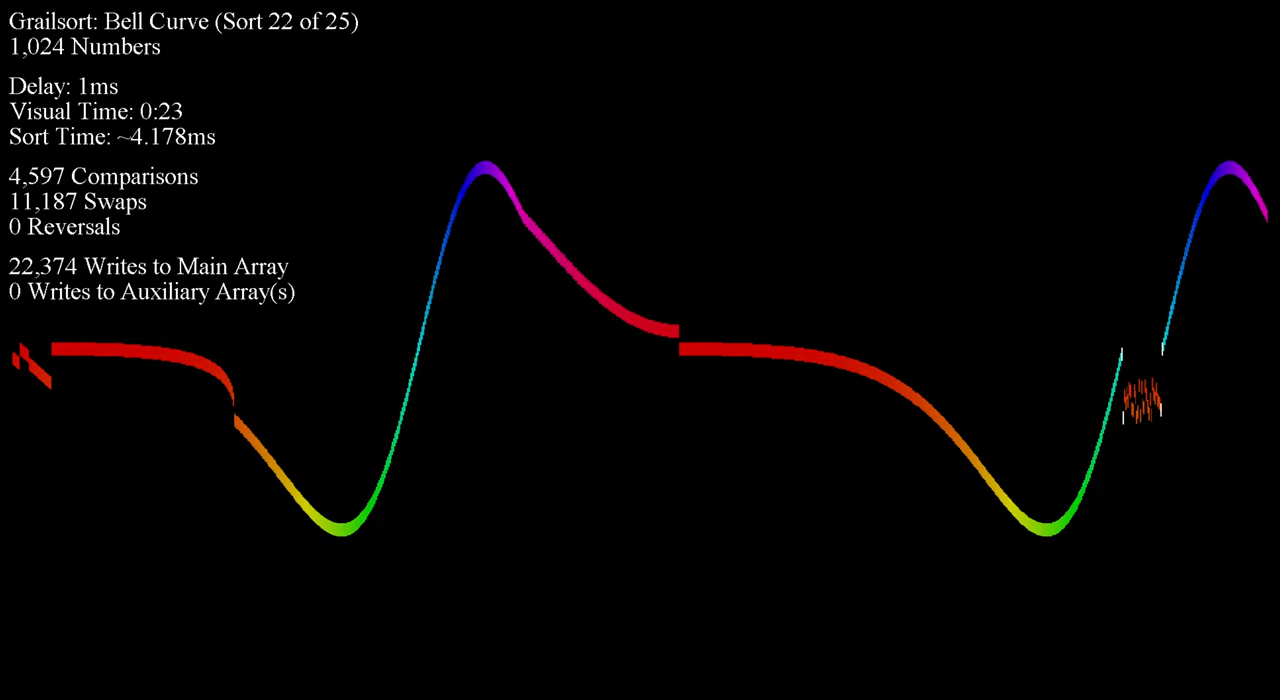 Grailsort: Bell Curve (Sort 22 of 25)
1,024 Numbers
Delay: 1ms
Visual Time: 0:23
Sort Time: ~4.178ms
4,597 Comparisons
11,187 Swaps
0 Reversals
22,374 Writes to Main Array
0 Writes to Auxiliary Array(s)